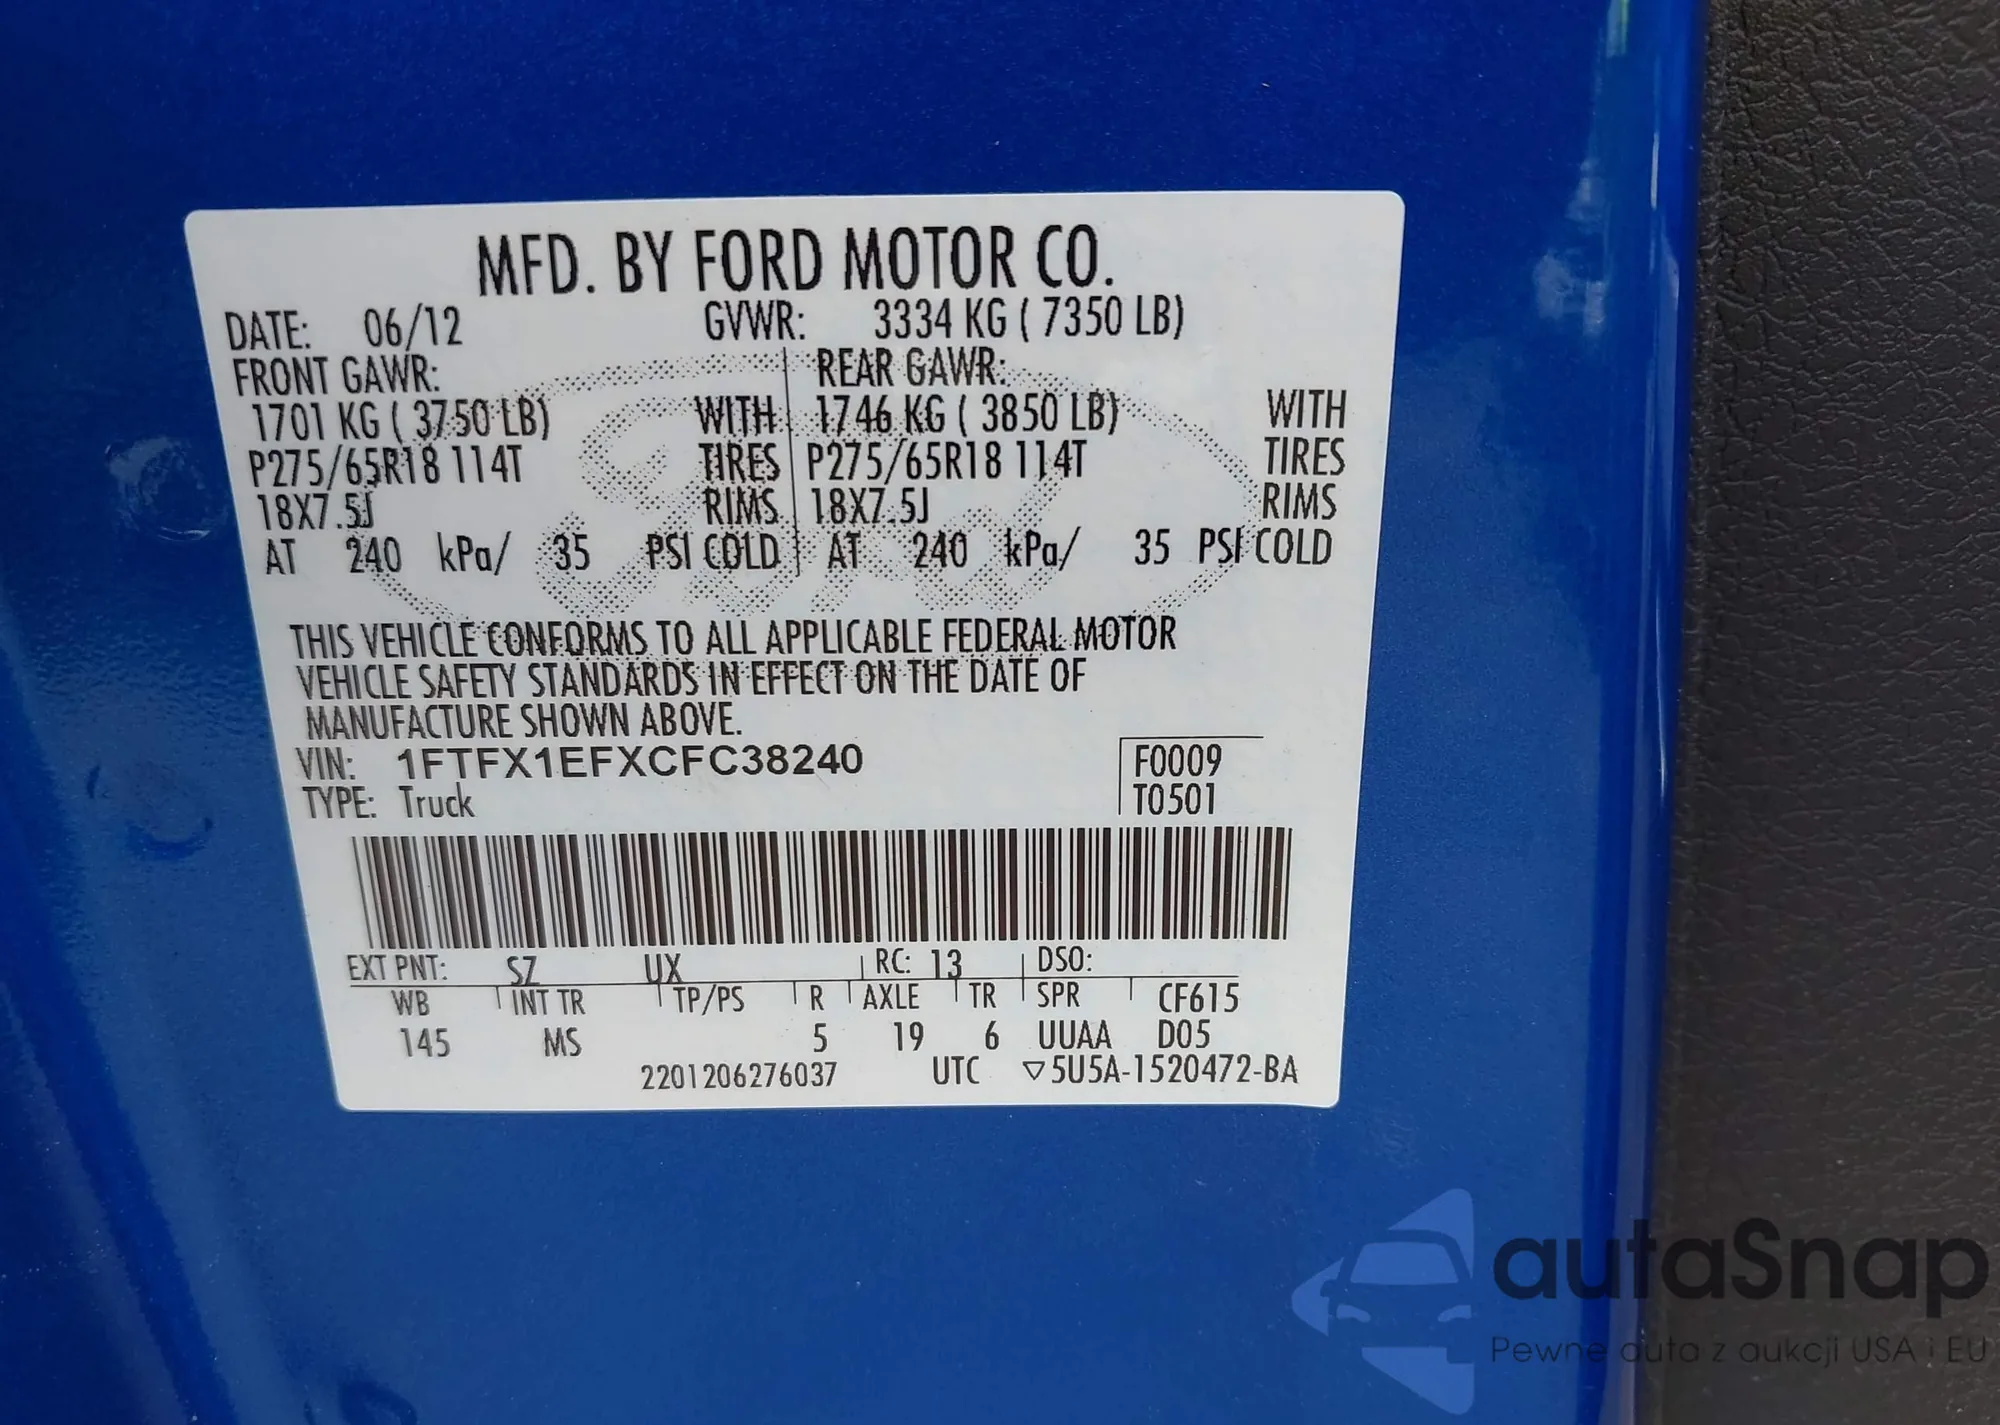 MFD. BY FORD MOTOR CO.
DATE: 06/12 GVWR: 3334 KG ( 7350 LB)
FRONT GAWR: REAR GAWR:
1701 KG ( 3750 LB) WITH 1746 KG ( 3850 LB) WITH
P275/65R18 114T TIRES P275/65R18 114T TIRES
18X7.5J RIMS 18X7.5J RIMS
AT 240 kPa/ 35 PSI COLD AT 240 kPa/ 35 PSI COLD
THIS VEHICLE CONFORMS TO ALL APPLICABLE FEDERAL MOTOR
VEHICLE SAFETY STANDARDS IN EFFECT ON THE DATE OF
MANUFACTURE SHOWN ABOVE.
VIN: 1FTFX1EFXCFC38240 F0009
TYPE: Truck T0501
EXT PNT: SZ UX RC: 13 DSO:
WB INT TR TP/PS R AXLE TR SPR CF615
145 MS 5 19 6 UUAA D05
2201206276037 UTC ▽5U5A-1520472-BA
autaSnap
Pewne auta z aukcji USA i EU